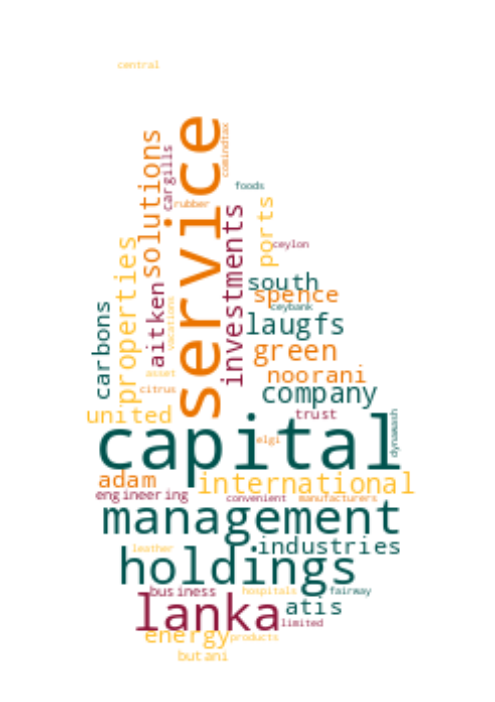 central
service
solutions
cargills
comindtax
foods
rubber
ports
investments
ceylon
properties
aitken
vacations
south
spence
ceybank
carbons
laugfs
green
noorani
asset
citrus
company
united
trust
dynawash
capital
elgi
adam
international
engineering
convenient
manufacturers
management
leather
industries
holdings
business
hospitals
fairway
lanka
atis
limited
energy
products
butani